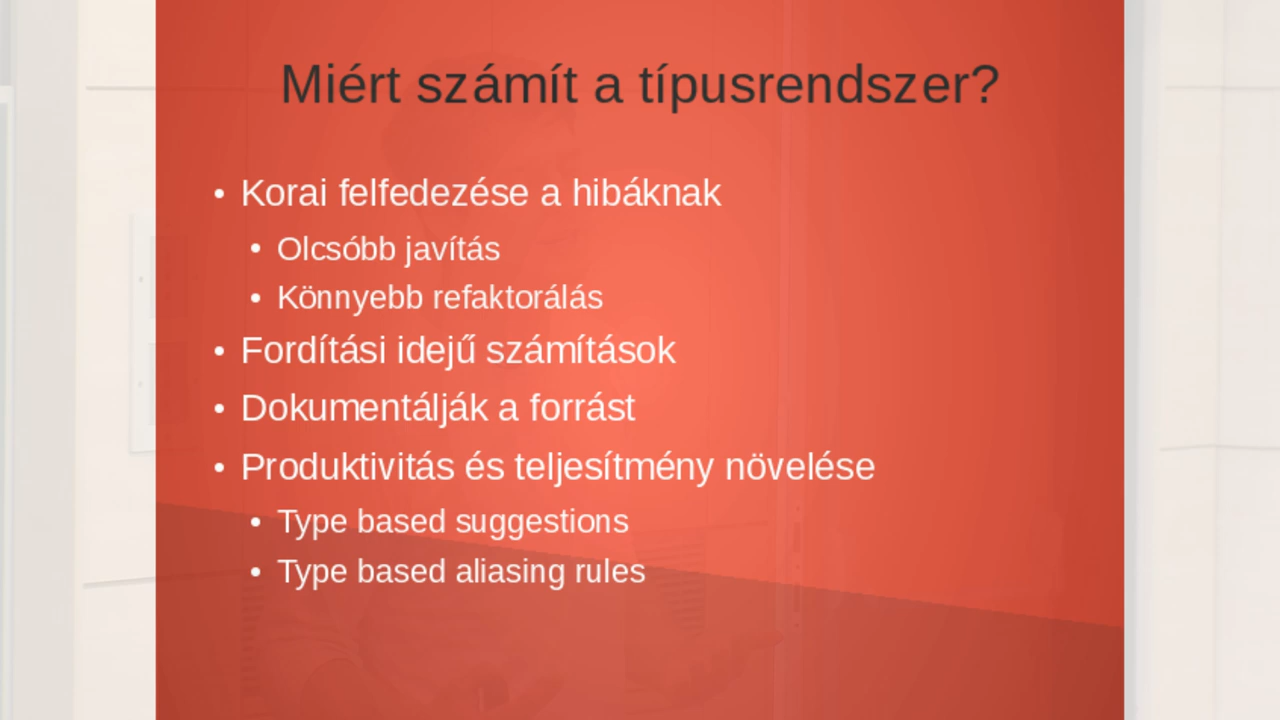 Miért számít a típusrendszer?
• Korai felfedezése a hibáknak
• Olcsóbb javítás
• Könnyebb refaktorálás
• Fordítási idejű számítások
• Dokumentálják a forrást
• Produktivitás és teljesítmény növelése
• Type based suggestions
• Type based aliasing rules